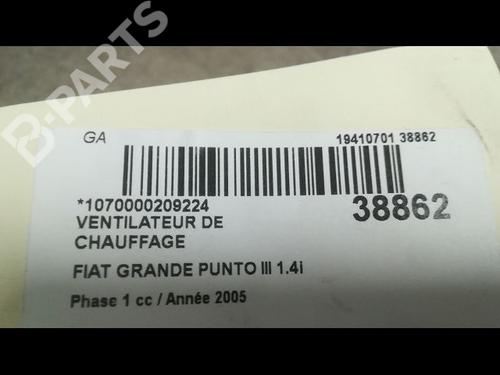 B-PARTS
GA
19410701 38862
*1070000209224
38862
VENTILATEUR DE
CHAUFFAGE
FIAT GRANDE PUNTO III 1.4i
Phase 1 cc / Année 2005